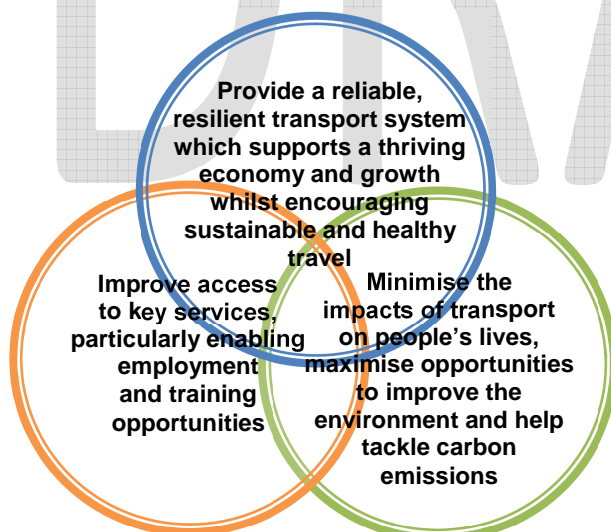 Provide a reliable,
resilient transport system
which supports a thriving
economy and growth
whilst encouraging
sustainable and healthy
travel
Improve access
to key services,
particularly enabling
employment
and training
opportunities
Minimise the
impacts of transport
on people’s lives,
maximise opportunities
to improve the
environment and help
tackle carbon
emissions